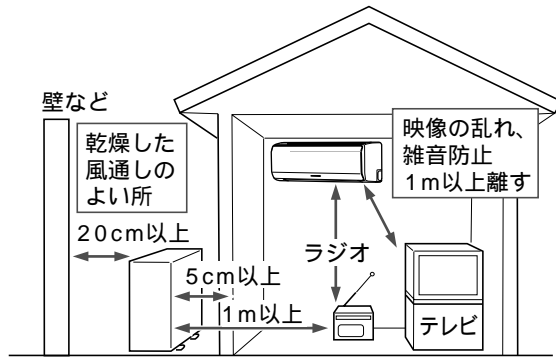 壁など
乾燥した
風通しの
よい所
映像の乱れ、
雑音防止
1m以上離す
20cm以上
5cm以上
ラジオ
1m以上
テレビ